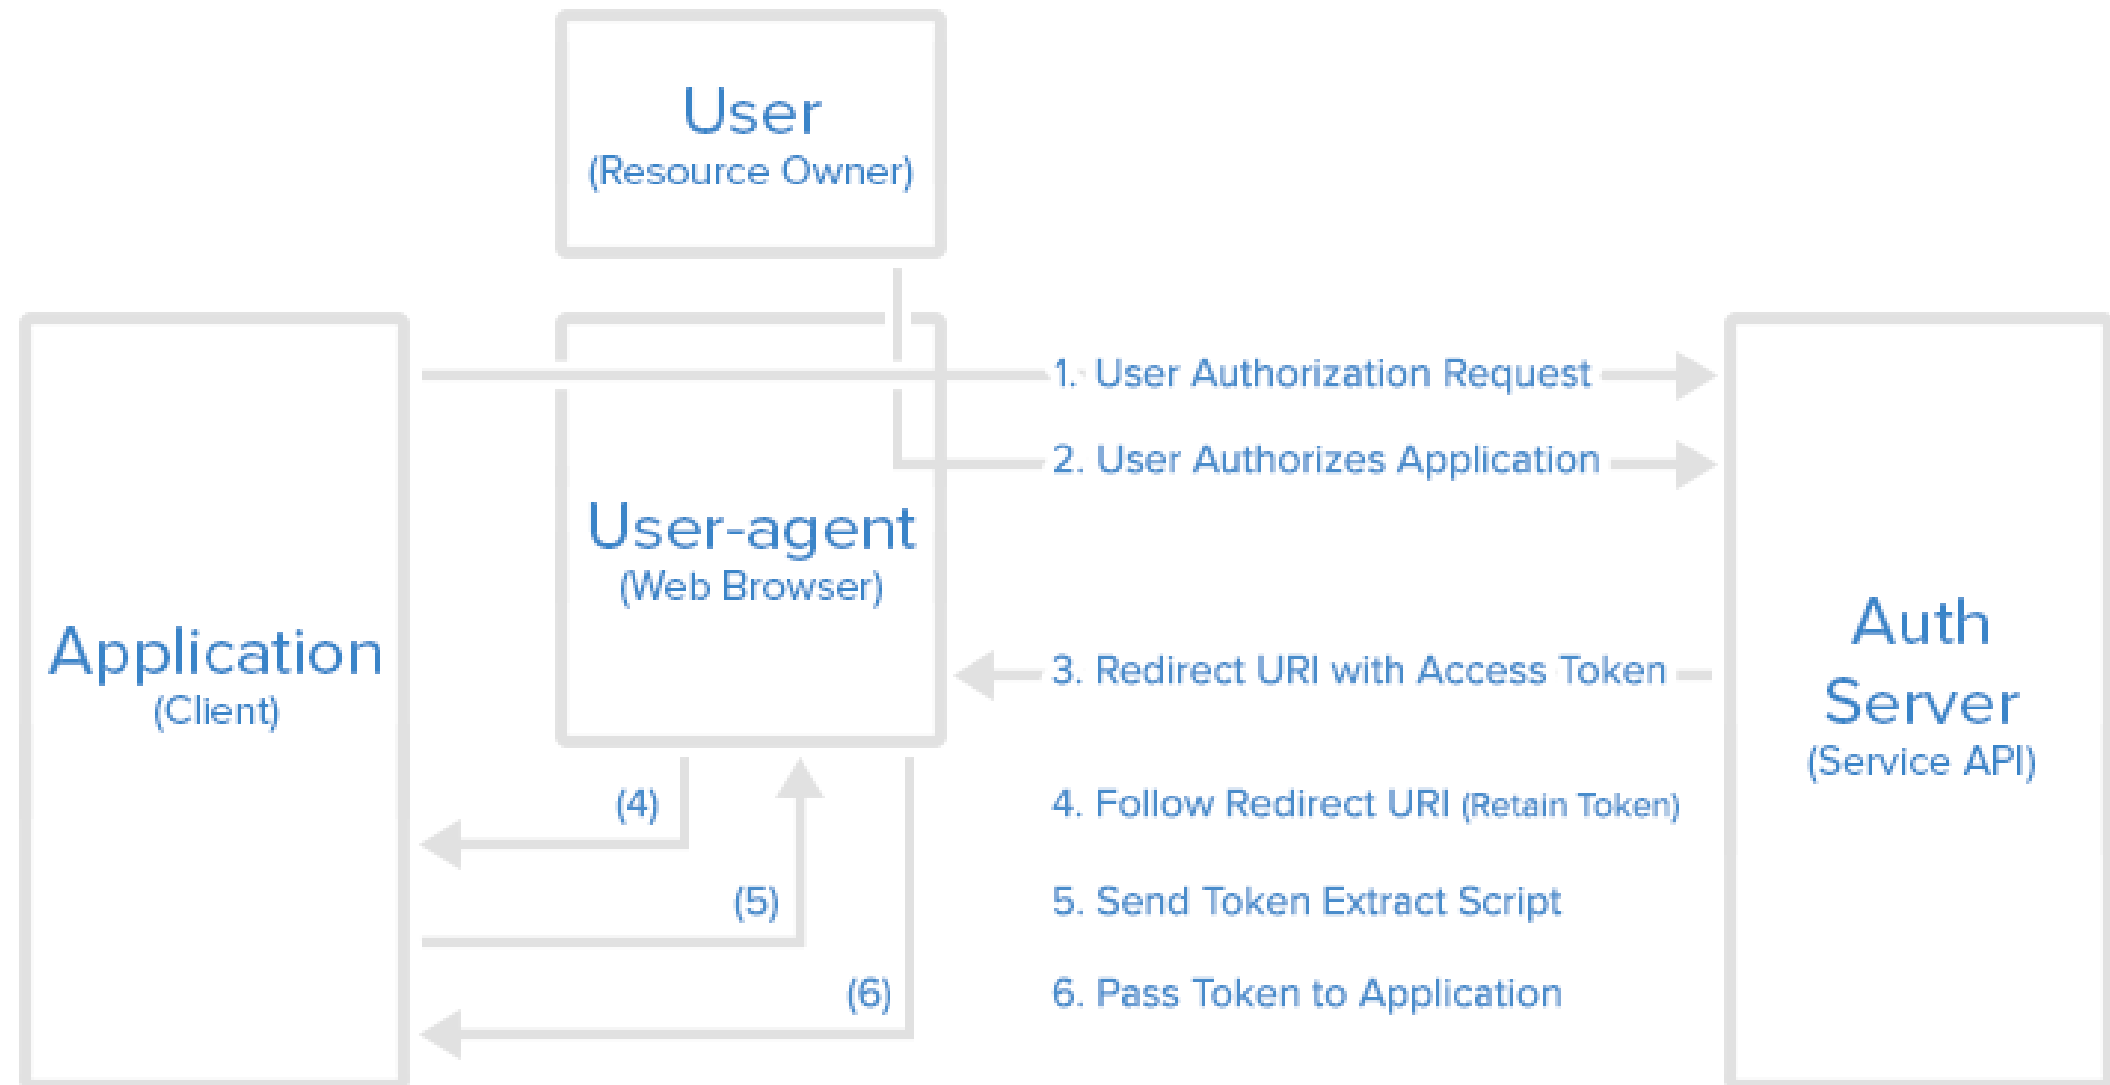 User
(Resource Owner)
1. User Authorization Request
2. User Authorizes Application
User-agent
(Web Browser)
Application
(Client)
Auth
Server
(Service API)
3. Redirect URI with Access Token
(4)
4. Follow Redirect URI (Retain Token)
(5)
5. Send Token Extract Script
(6)
6. Pass Token to Application